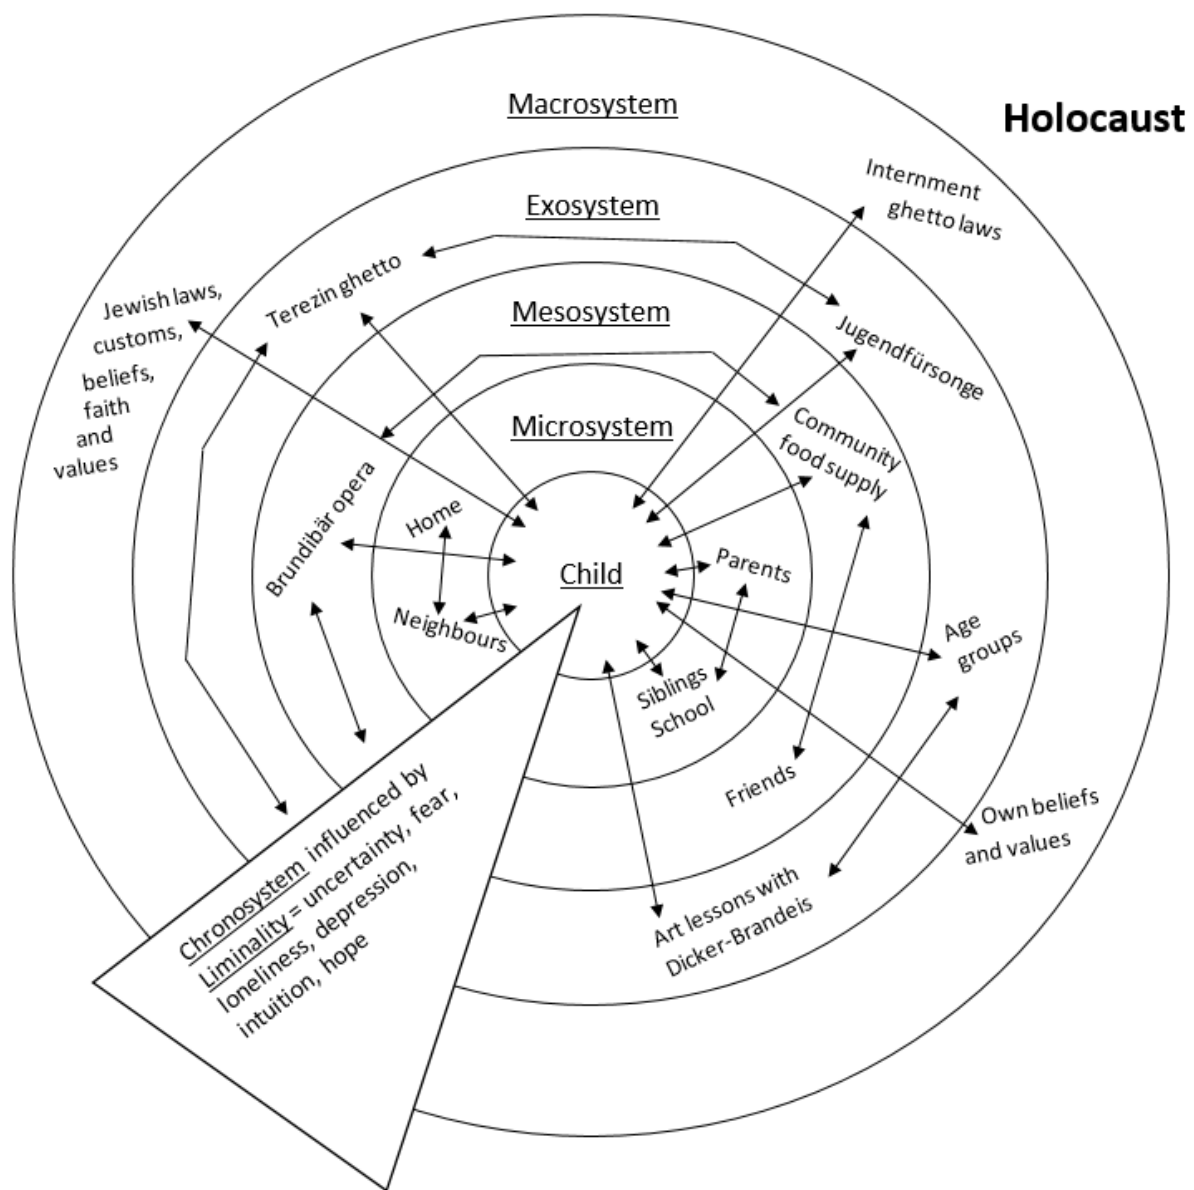 Macrosystem
Holocaust
Internment
ghetto laws
Exosystem
Terezin ghetto
Jewish laws,
customs,
beliefs,
faith
and
values
Mesosystem
Jugendfürsonge
Microsystem
Community
food supply
Brundibär opera
Home
Parents
Child
Neighbours
Age
groups
Siblings
School
Friends
Own beliefs
and values
Art lessons with
Dicker-Brandeis
Chronosystem influenced by
Liminality = uncertainty, fear,
loneliness, depression,
intuition, hope